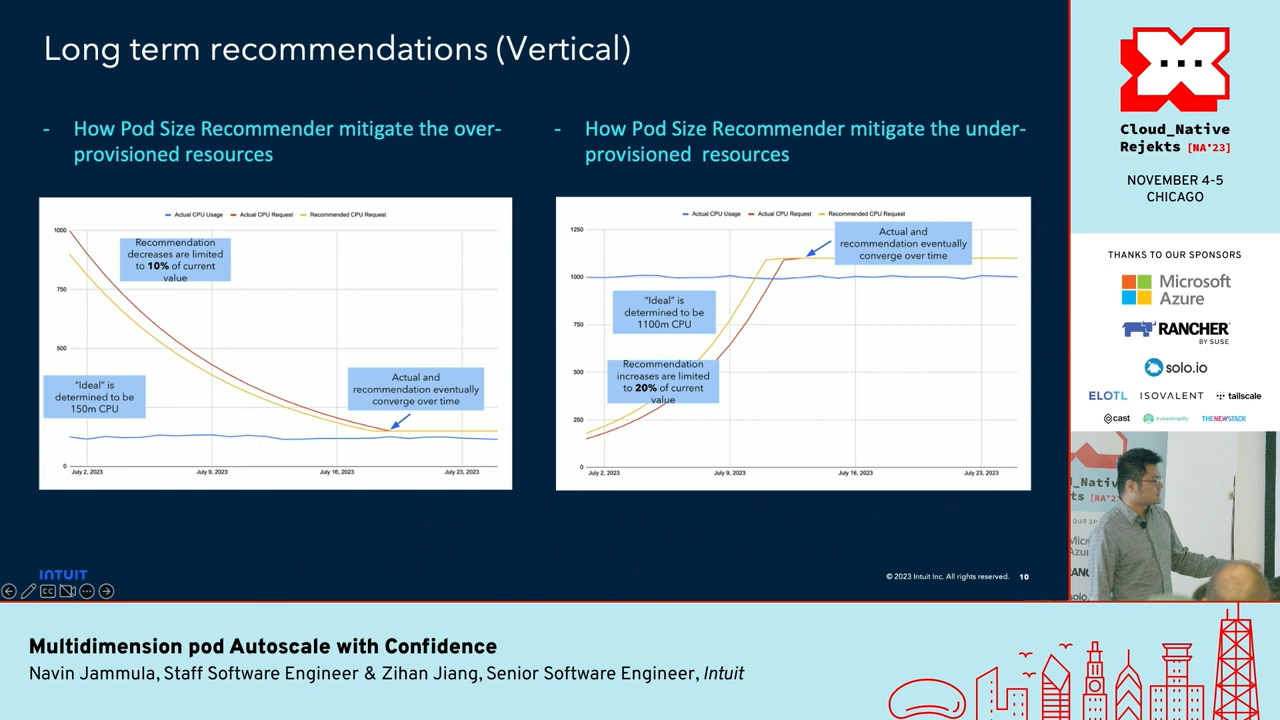 Long term recommendations (Vertical)
- How Pod Size Recommender mitigate the over-
provisioned resources
- How Pod Size Recommender mitigate the under-
provisioned resources
Actual CPU Usage Actual CPU Request Recommended CPU Request
1000
750
500
250
0
July 2, 2023 July 9, 2023 July 16, 2023 July 23, 2023
Recommendation
decreases are limited
to 10% of current
value
"Ideal" is
determined to be
150m CPU
Actual and
recommendation eventually
converge over time
Actual CPU Usage Actual CPU Request Recommended CPU Request
1250
1000
750
500
250
0
July 2, 2023 July 9, 2023 July 16, 2023 July 23, 2023
Actual and
recommendation eventually
converge over time
"Ideal" is
determined to be
1100m CPU
Recommendation
increases are limited
to 20% of current
value
INTUIT
CC
© 2023 Intuit Inc. All rights reserved. 10
Cloud_Native
Rejekts [NA'23]
NOVEMBER 4-5
CHICAGO
THANKS TO OUR SPONSORS
Microsoft
Azure
RANCHER
BY SUSE
solo.io
ELOTL ISOVALENT tailscale
cast kubesimplify THENEWSTACK
Multidimension pod Autoscale with Confidence
Navin Jammula, Staff Software Engineer & Zihan Jiang, Senior Software Engineer, Intuit